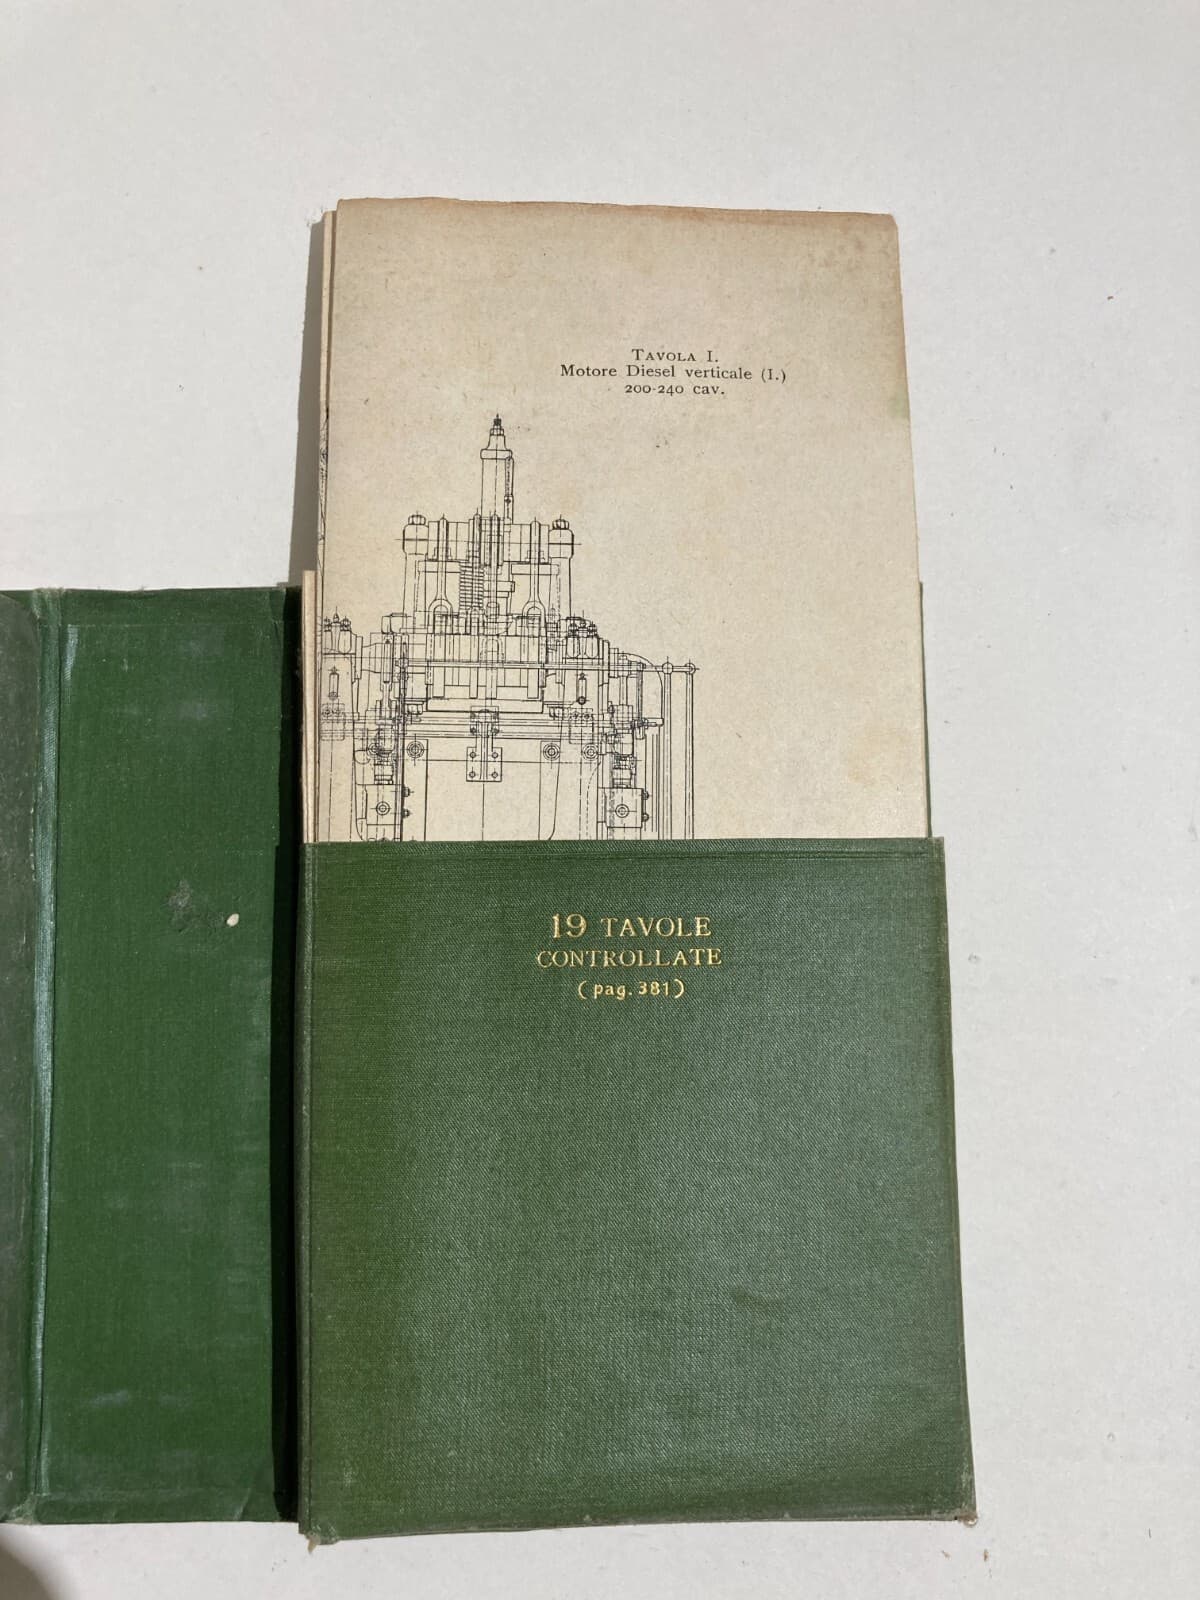 TAVOLA I.
Motore Diesel verticale (I.)
200-240 cav.
19 TAVOLE
CONTROLLATE
(pag. 381)